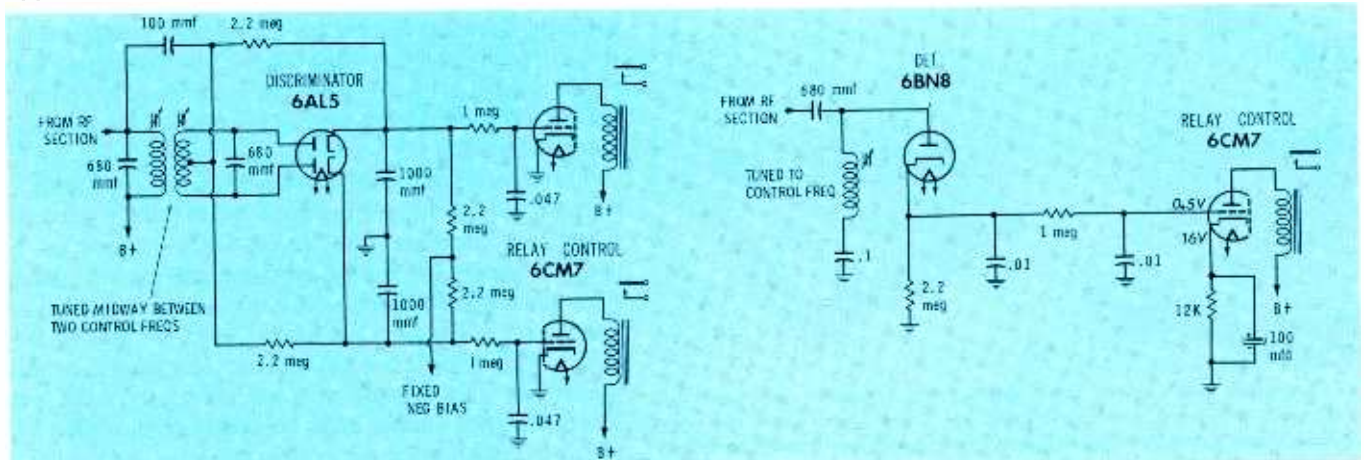 100 mmf
2.2 meg
DISCRIMINATOR
6AL5
FROM RF
SECTION
680
mmf
B+
680
mmf
1000
mmf
1 meg
.047
B+
2.2
meg
RELAY CONTROL
6CM7
TUNED MIDWAY BETWEEN
TWO CONTROL FREQS
1000
mmf
2.2 meg
2.2 meg
1 meg
FIXED
NEG BIAS
.047
B+
DET.
6BN8
680 mmf
FROM RF
SECTION
TUNED TO
CONTROL FREQ
.1
2.2
meg
.01
1 meg
.01
RELAY CONTROL
6CM7
0.5V
16V
12K
B+
100